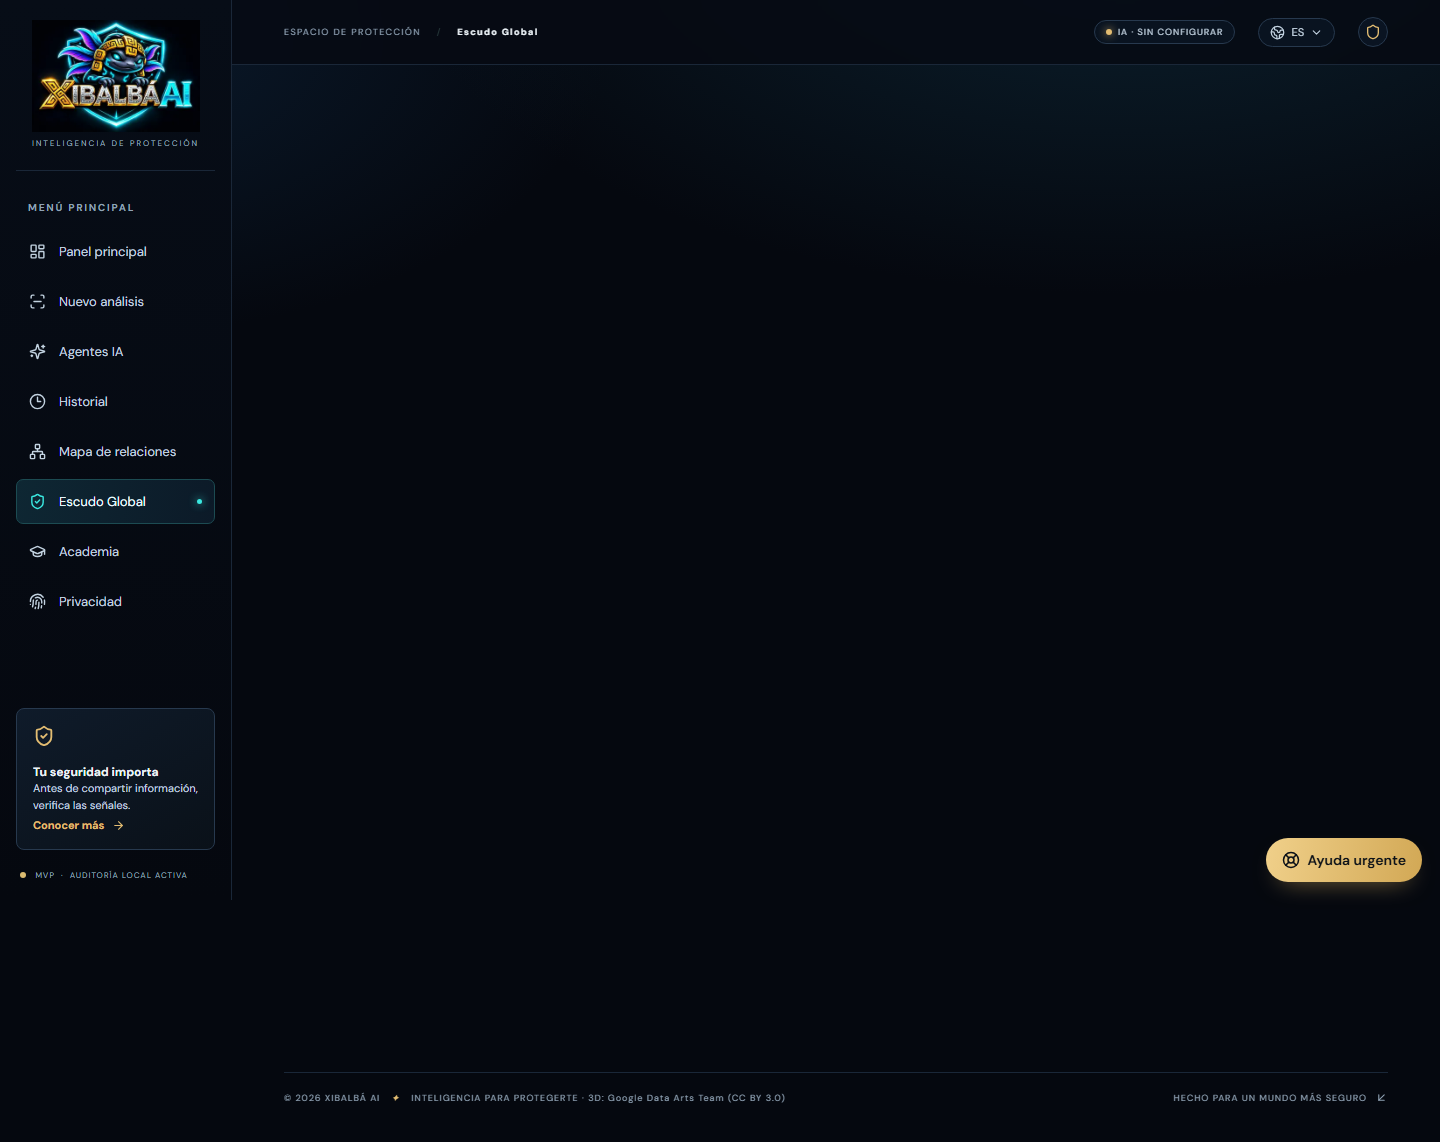 XIBALBÁ AI
INTELIGENCIA DE PROTECCIÓN
MENÚ PRINCIPAL
Panel principal
Nuevo análisis
Agentes IA
Historial
Mapa de relaciones
Escudo Global
Academia
Privacidad
Tu seguridad importa
Antes de compartir información,
verifica las señales.
Conocer más
MVP · AUDITORÍA LOCAL ACTIVA
ESPACIO DE PROTECCIÓN / Escudo Global
IA · SIN CONFIGURAR
ES
Ayuda urgente
© 2026 XIBALBÁ AI ✦ INTELIGENCIA PARA PROTEGERTE · 3D: Google Data Arts Team (CC BY 3.0)
HECHO PARA UN MUNDO MÁS SEGURO